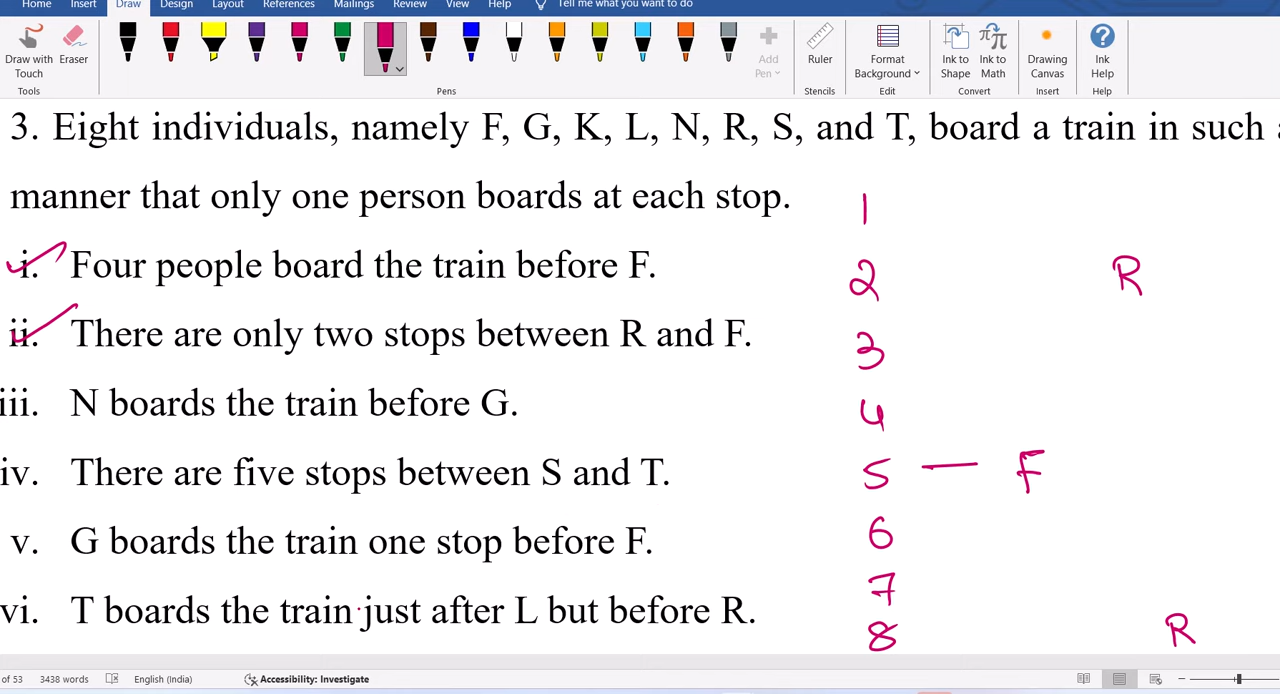 Home Insert Draw Design Layout References Mailings Review View Help Tell me what you want to do
Draw with Touch Eraser Add Pen Ruler Format Background Ink to Shape Ink to Math Drawing Canvas Ink Help
Tools Pens Stencils Edit Convert Insert Help
3. Eight individuals, namely F, G, K, L, N, R, S, and T, board a train in such a
manner that only one person boards at each stop. 1
i. Four people board the train before F. 2 R
ii. There are only two stops between R and F. 3
iii. N boards the train before G. 4
iv. There are five stops between S and T. 5 — F
v. G boards the train one stop before F. 6
7
vi. T boards the train just after L but before R. 8 R
of 53 3438 words English (India) Accessibility: Investigate